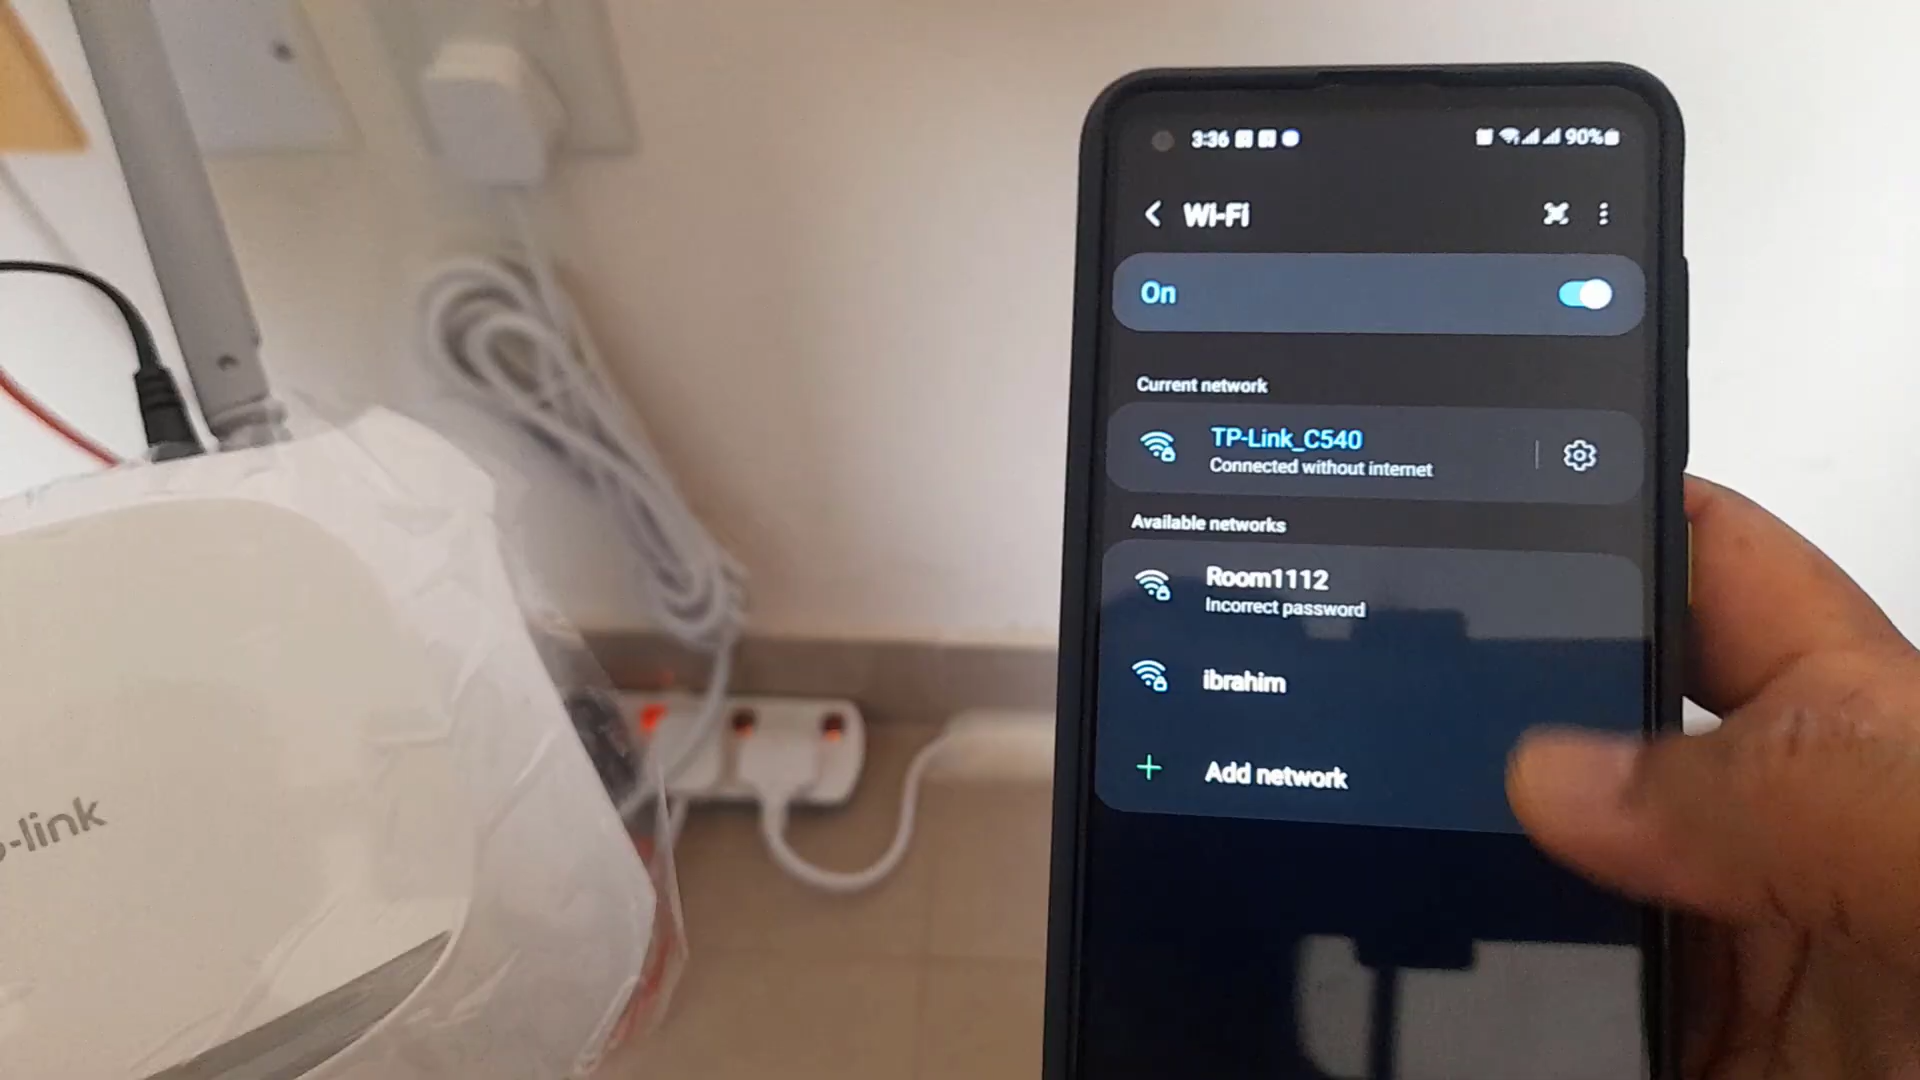 3:36
90%
Wi-Fi
On
Current network
TP-Link_C540
Connected without internet
Available networks
Room1112
Incorrect password
ibrahim
Add network
-link